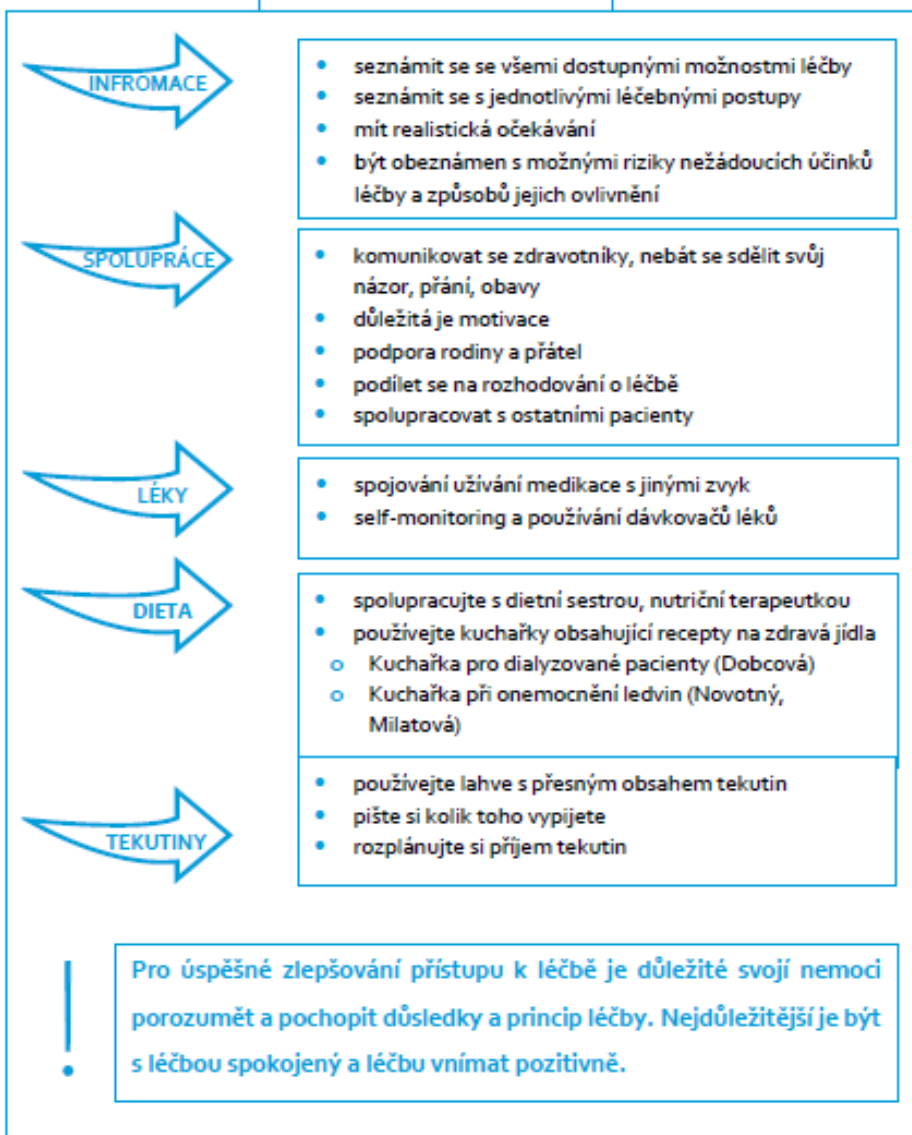 INFROMACE
• seznámit se se všemi dostupnými možnostmi léčby
• seznámit se s jednotlivými léčebnými postupy
• mít realistická očekávání
• být obeznámen s možnými riziky nežádoucích účinků
léčby a způsobů jejich ovlivnění
SPOLUPRÁCE
• komunikovat se zdravotníky, nebát se sdělit svůj
názor, přání, obavy
• důležitá je motivace
• podpora rodiny a přátel
• podílet se na rozhodování o léčbě
• spolupracovat s ostatními pacienty
LÉKY
• spojování užívání medikace s jinými zvyk
• self-monitoring a používání dávkovačů léků
DIETA
• spolupracujte s dietní sestrou, nutriční terapeutkou
• používejte kuchařky obsahující recepty na zdravá jídla
o Kuchařka pro dialyzované pacienty (Dobcová)
o Kuchařka při onemocnění ledvin (Novotný,
Milatová)
TEKUTINY
• používejte lahve s přesným obsahem tekutin
• pište si kolik toho vypijete
• rozplánujte si příjem tekutin
!
Pro úspěšné zlepšování přístupu k léčbě je důležité svojí nemoci
porozumět a pochopit důsledky a princip léčby. Nejdůležitější je být
s léčbou spokojený a léčbu vnímat pozitivně.